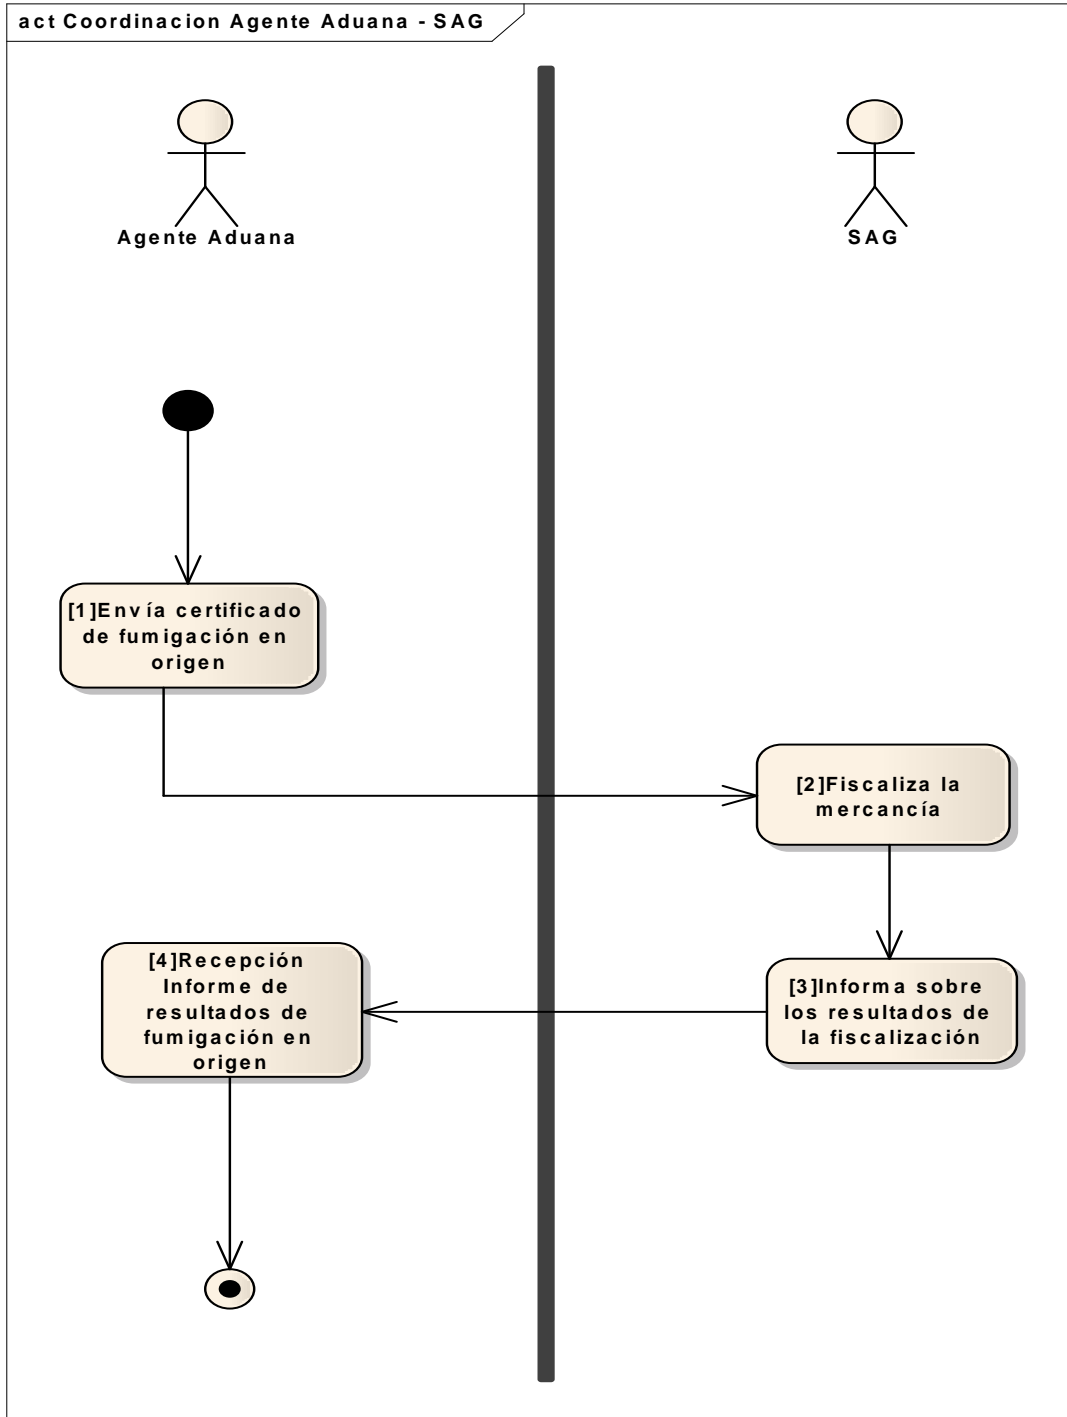 act Coordinacion Agente Aduana - SAG
Agente Aduana
SAG
[1]Envía certificado
de fumigación en
origen
[2]Fiscaliza la
mercancía
[3]Informa sobre
los resultados de
la fiscalización
[4]Recepción
Informe de
resultados de
fumigación en
origen